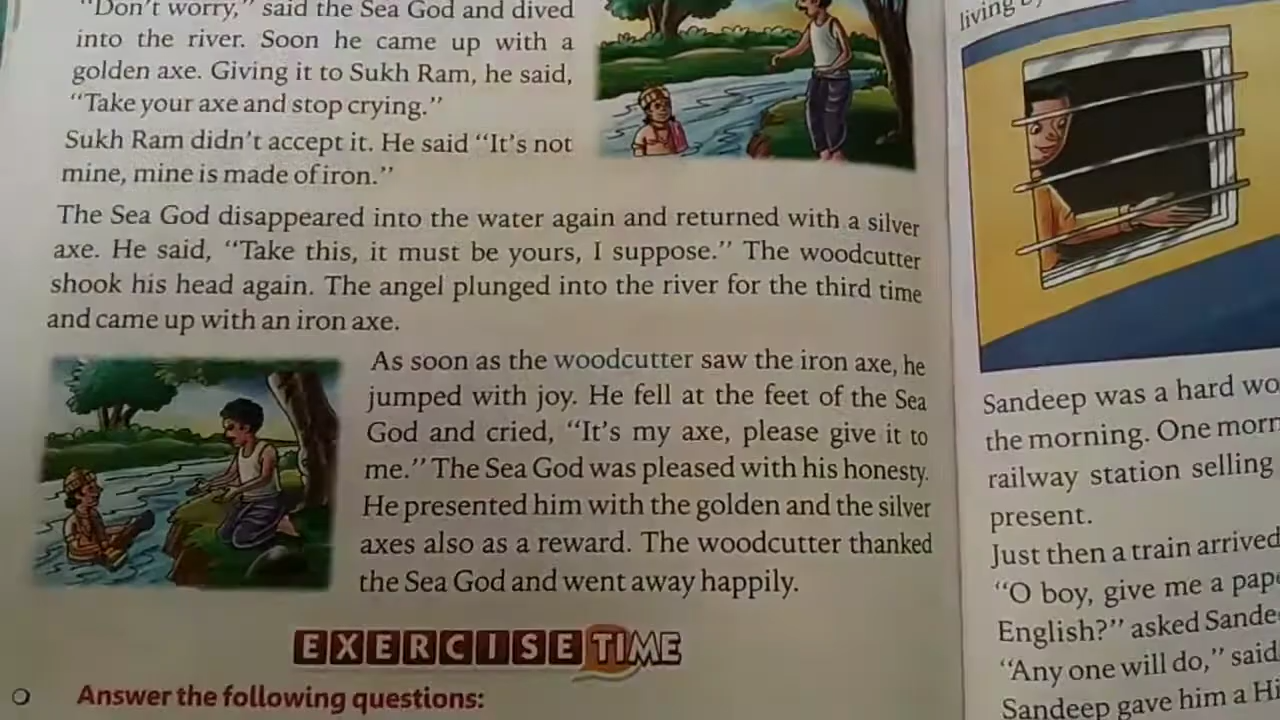 "Don't worry," said the Sea God and dived
into the river. Soon he came up with a
golden axe. Giving it to Sukh Ram, he said,
"Take your axe and stop crying."
Sukh Ram didn't accept it. He said "It's not
mine, mine is made of iron."
The Sea God disappeared into the water again and returned with a silver
axe. He said, "Take this, it must be yours, I suppose." The woodcutter
shook his head again. The angel plunged into the river for the third time
and came up with an iron axe.
As soon as the woodcutter saw the iron axe, he
jumped with joy. He fell at the feet of the Sea
God and cried, "It's my axe, please give it to
me." The Sea God was pleased with his honesty.
He presented him with the golden and the silver
axes also as a reward. The woodcutter thanked
the Sea God and went away happily.
EXERCISE TIME
Answer the following questions:
living
Sandeep was a hard wo
the morning. One morn
railway station selling
present.
Just then a train arrived
"O boy, give me a pape
English?" asked Sande
"Any one will do," said
Sandeep gave him a Hi